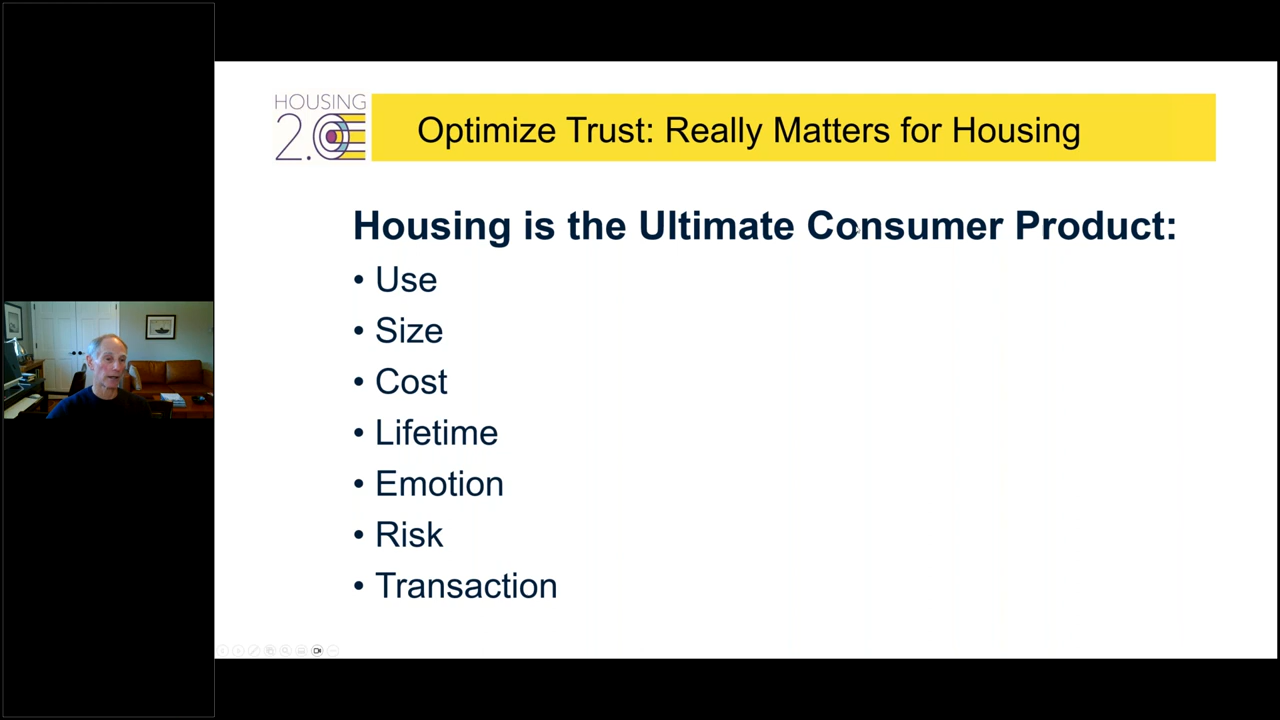 HOUSING
2.0
Optimize Trust: Really Matters for Housing
Housing is the Ultimate Consumer Product:
• Use
• Size
• Cost
• Lifetime
• Emotion
• Risk
• Transaction